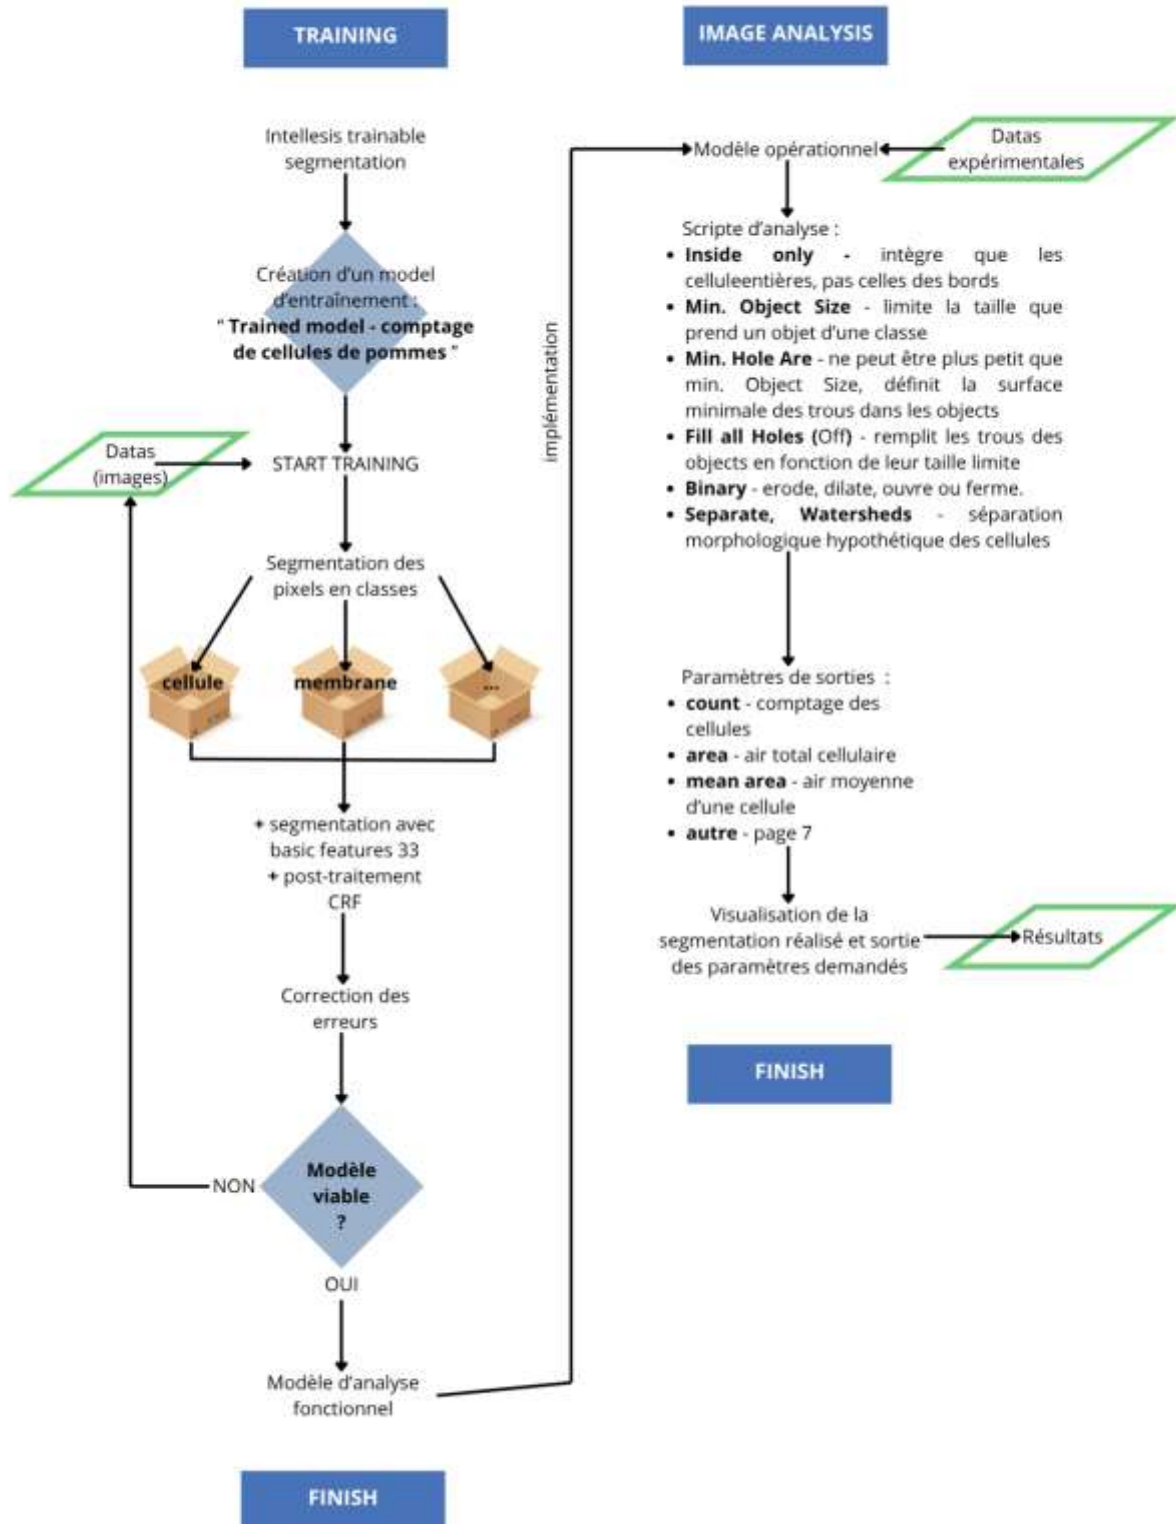 TRAINING
Intellesis trainable
segmentation
Création d'un model
d'entraînement :
" Trained model - comptage
de cellules de pommes "
Datas
(images)
START TRAINING
Segmentation des
pixels en classes
cellule
membrane
...
+ segmentation avec
basic features 33
+ post-traitement
CRF
Correction des
erreurs
Modèle
viable
?
NON
OUI
Modèle d'analyse
fonctionnel
FINISH
implémentation
IMAGE ANALYSIS
Modèle opérationnel
Datas
expérimentales
Scripte d'analyse :
• Inside only - intègre que les
celluleentières, pas celles des bords
• Min. Object Size - limite la taille que
prend un objet d'une classe
• Min. Hole Are - ne peut être plus petit que
min. Object Size, définit la surface
minimale des trous dans les objects
• Fill all Holes (Off) - remplit les trous des
objects en fonction de leur taille limite
• Binary - erode, dilate, ouvre ou ferme.
• Separate, Watersheds - séparation
morphologique hypothétique des cellules
Paramètres de sorties :
• count - comptage des
cellules
• area - air total cellulaire
• mean area - air moyenne
d'une cellule
• autre - page 7
Visualisation de la
segmentation réalisé et sortie
des paramètres demandés
Résultats
FINISH